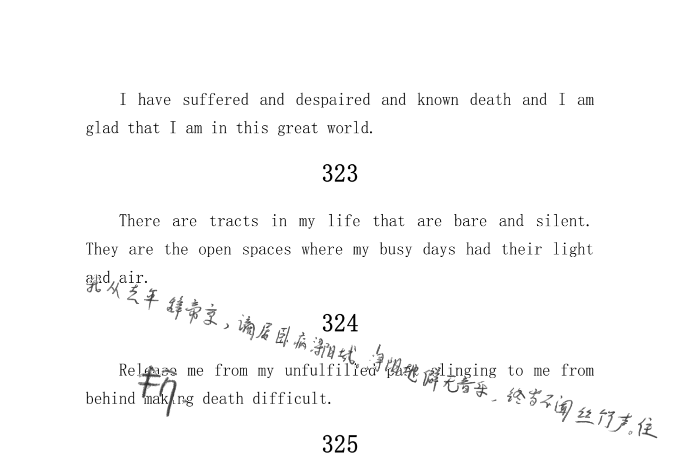 I have suffered and despaired and known death and I am
glad that I am in this great world.
323
There are tracts in my life that are bare and silent.
They are the open spaces where my busy days had their light
and air.
我从去年辞帝京，谪居卧病浔阳城。浔阳地僻无音乐，终岁不闻丝竹声。住
324
Release me from my unfulfilled past clinging to me from
behind making death difficult.
325